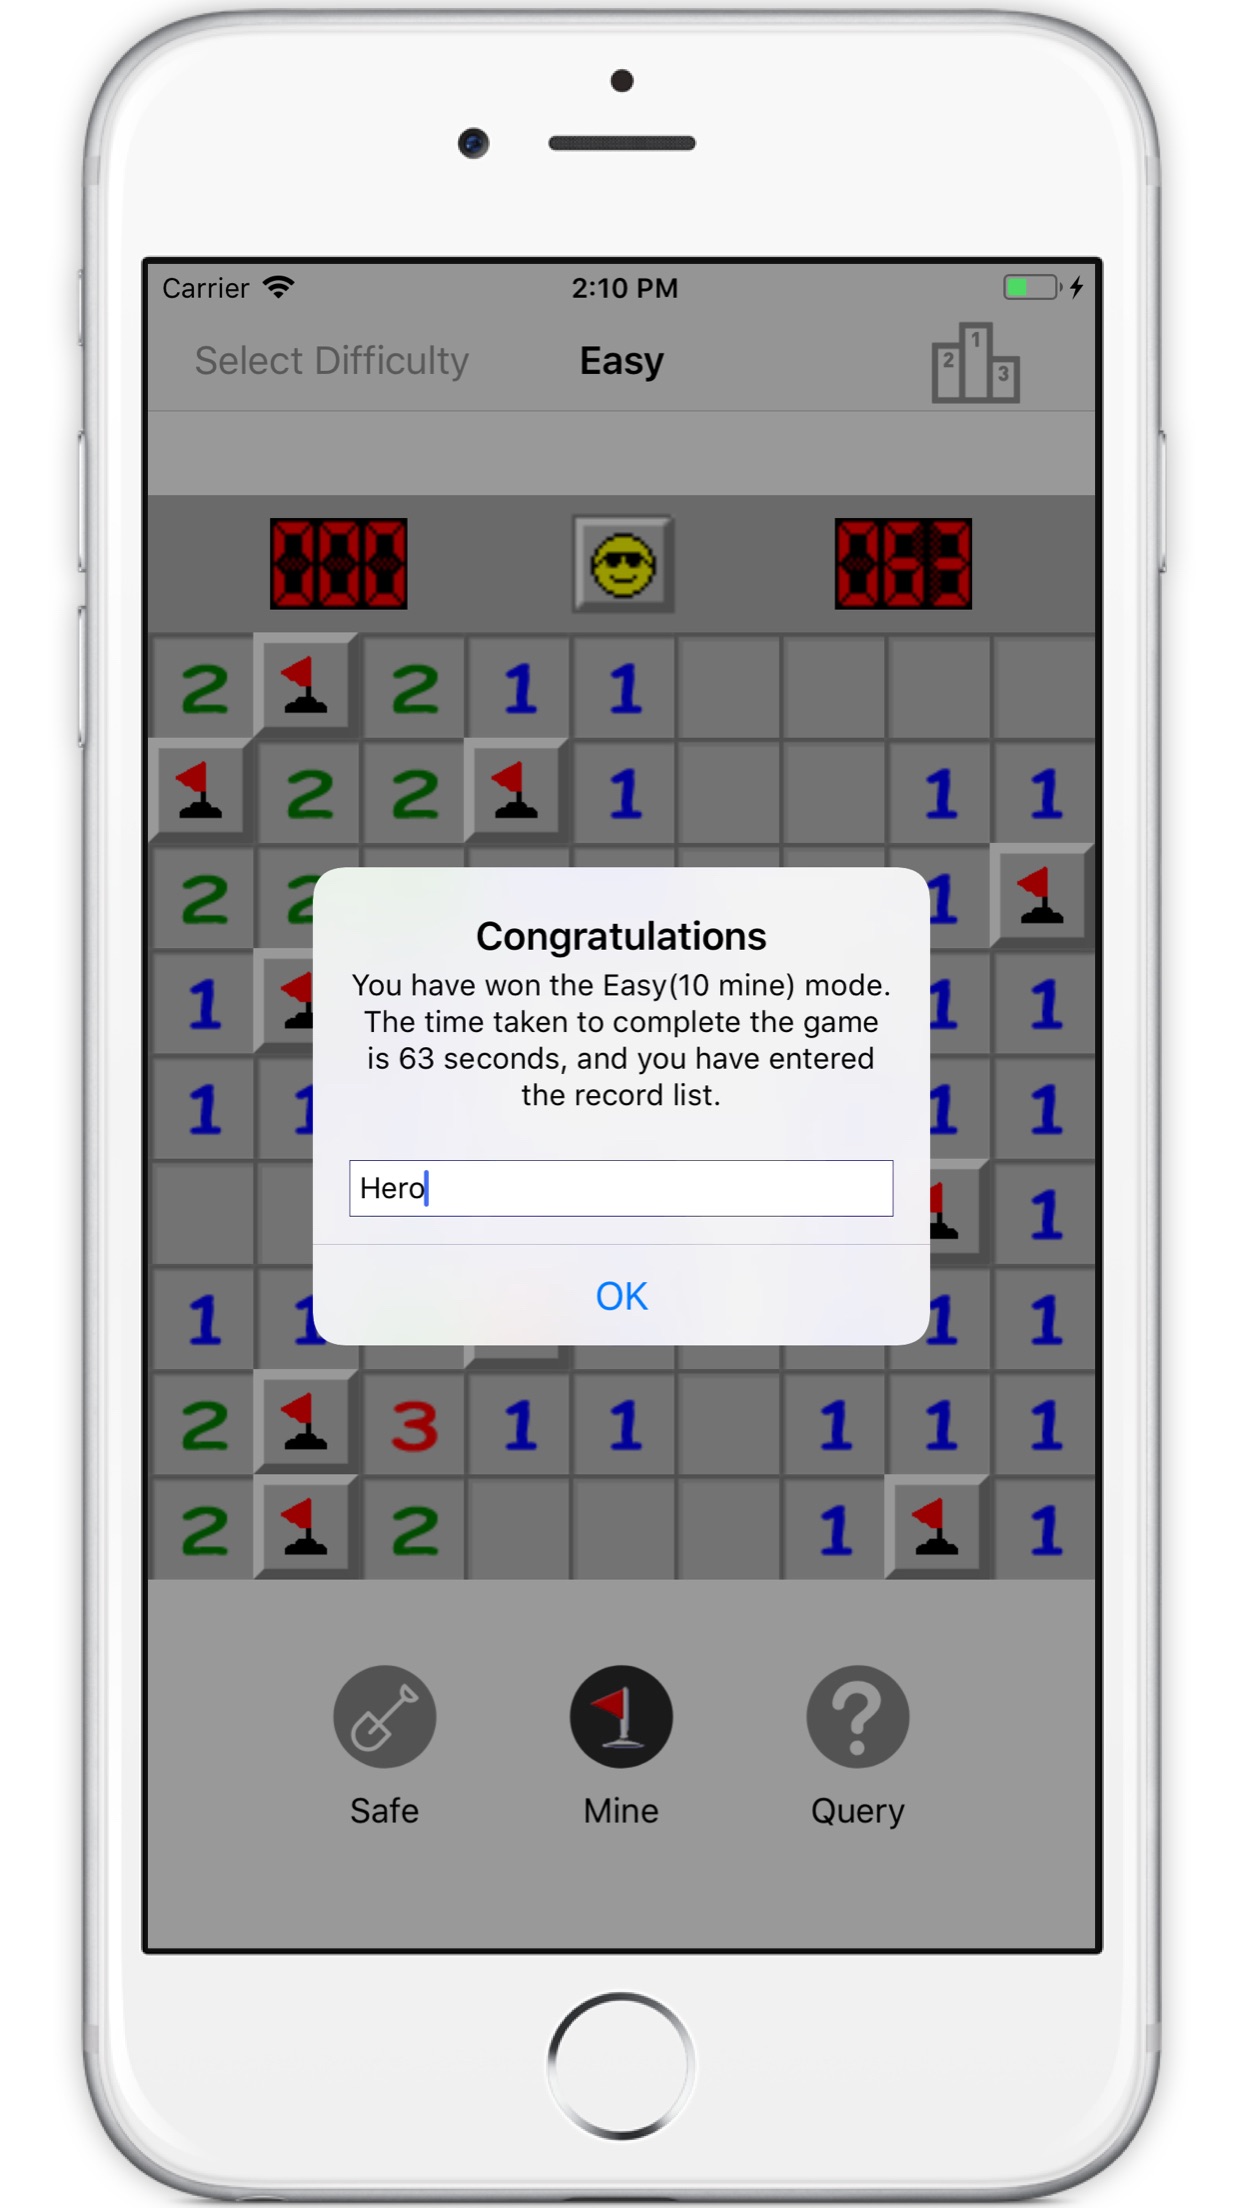 Carrier 2:10 PM
Select Difficulty Easy 2 1 3
000 063
2 2 1 1
2 2 1 1 1
2 2 1
1 1 1
1 1 1 1
1
1 1 1 1
2 3 1 1 1 1 1
2 2 1 1
Congratulations
You have won the Easy(10 mine) mode.
The time taken to complete the game
is 63 seconds, and you have entered
the record list.
Hero
OK
Safe Mine Query